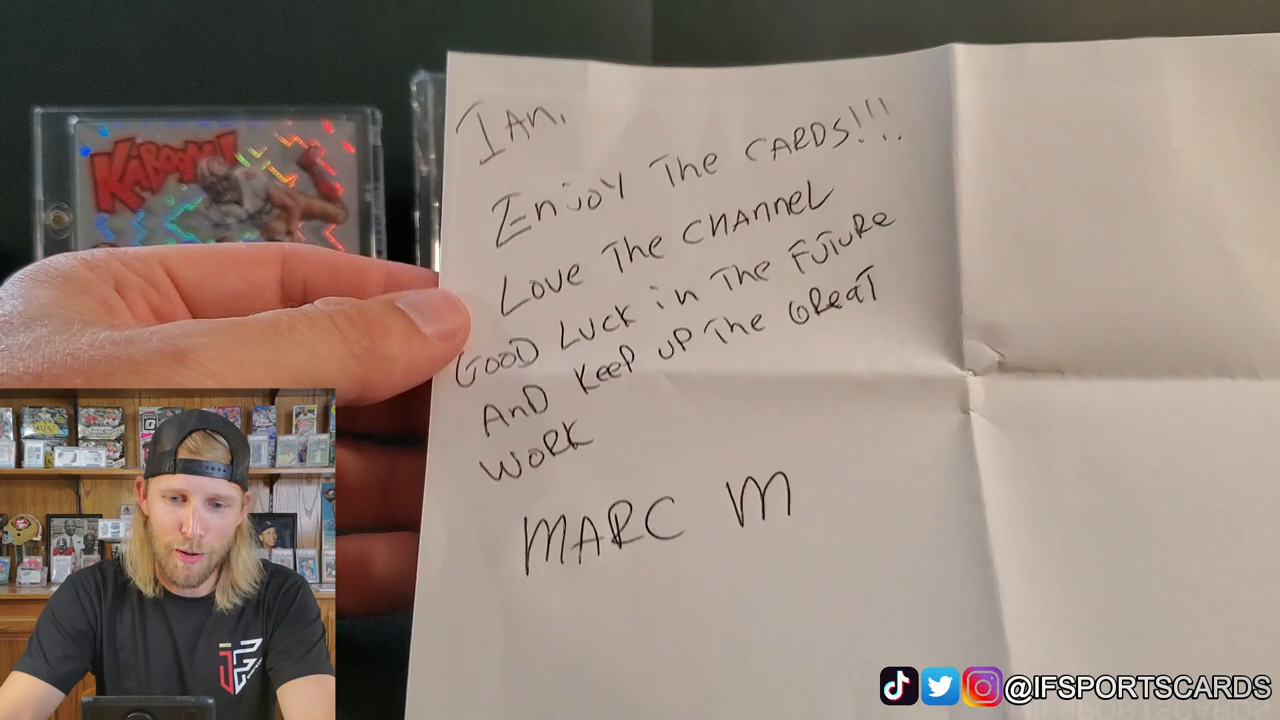 KABOOM!
IAN,
ENJOY THE CARDS!!!
LOVE THE CHANNEL
GOOD LUCK IN THE FUTURE
AND KEEP UP THE GREAT
WORK
MARC M
@IFSPORTSCARDS